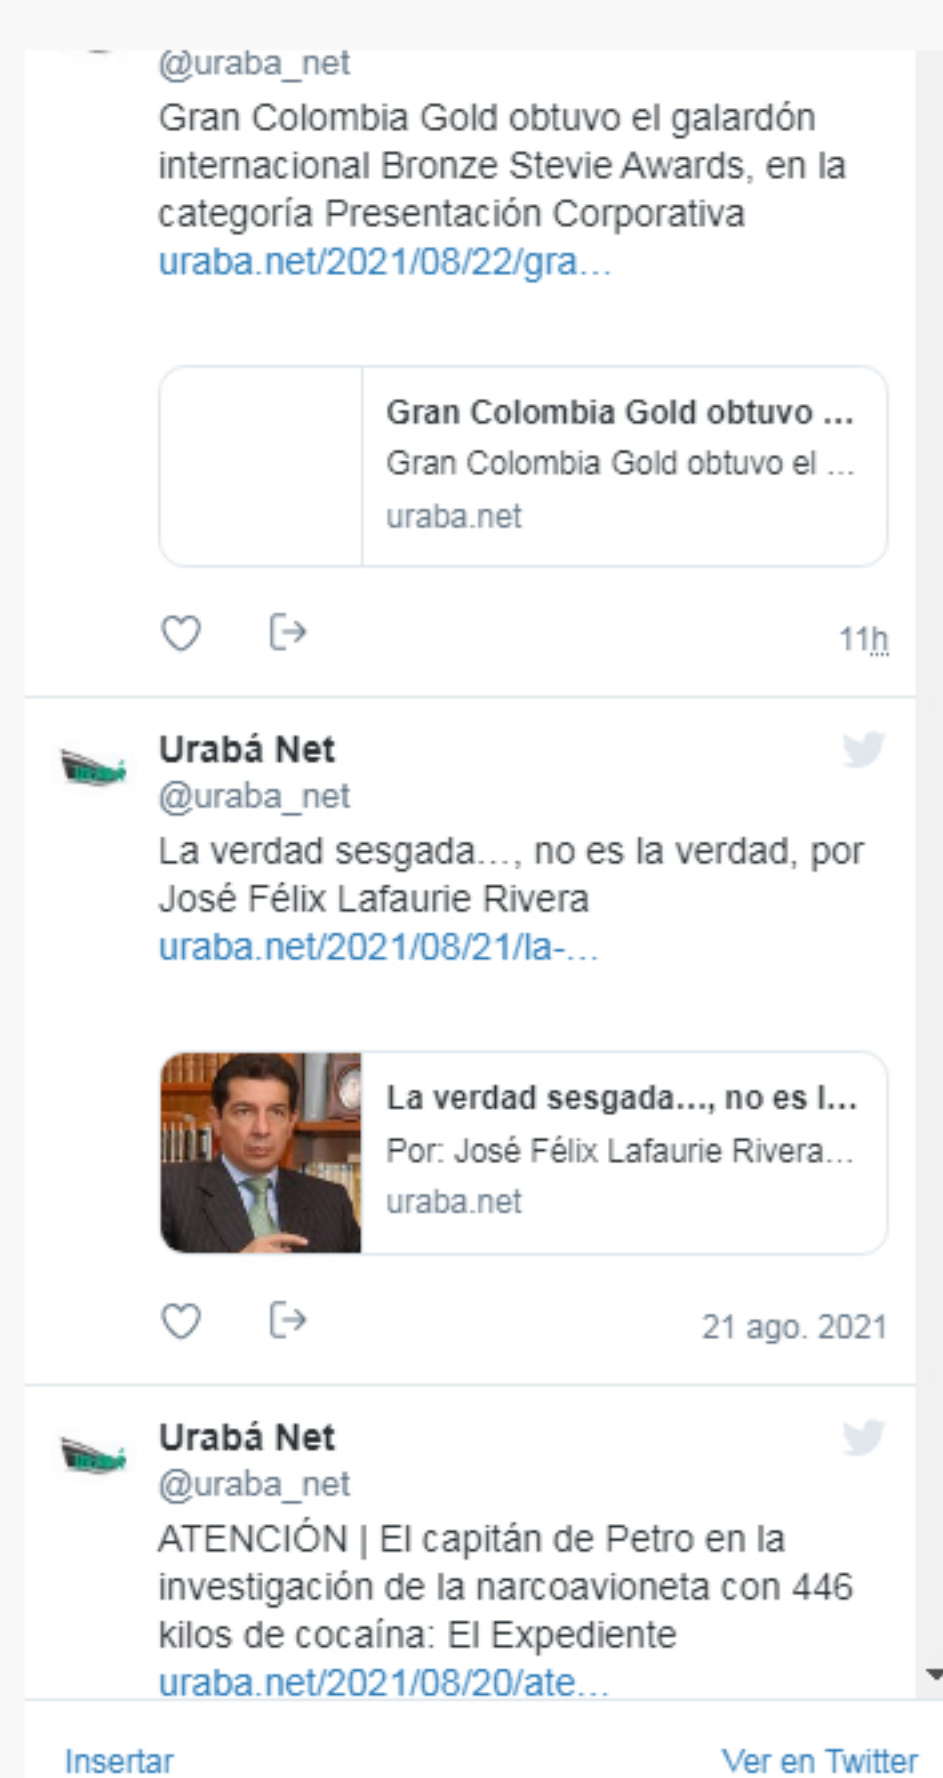 @uraba_net
Gran Colombia Gold obtuvo el galardón
internacional Bronze Stevie Awards, en la
categoría Presentación Corporativa
uraba.net/2021/08/22/gra…
Gran Colombia Gold obtuvo ...
Gran Colombia Gold obtuvo el ...
uraba.net
11h
Urabá Net
@uraba_net
La verdad sesgada…, no es la verdad, por
José Félix Lafaurie Rivera
uraba.net/2021/08/21/la-…
La verdad sesgada…, no es l...
Por: José Félix Lafaurie Rivera...
uraba.net
21 ago. 2021
Urabá Net
@uraba_net
ATENCIÓN | El capitán de Petro en la
investigación de la narcoavioneta con 446
kilos de cocaína: El Expediente
uraba.net/2021/08/20/ate…
Insertar
Ver en Twitter